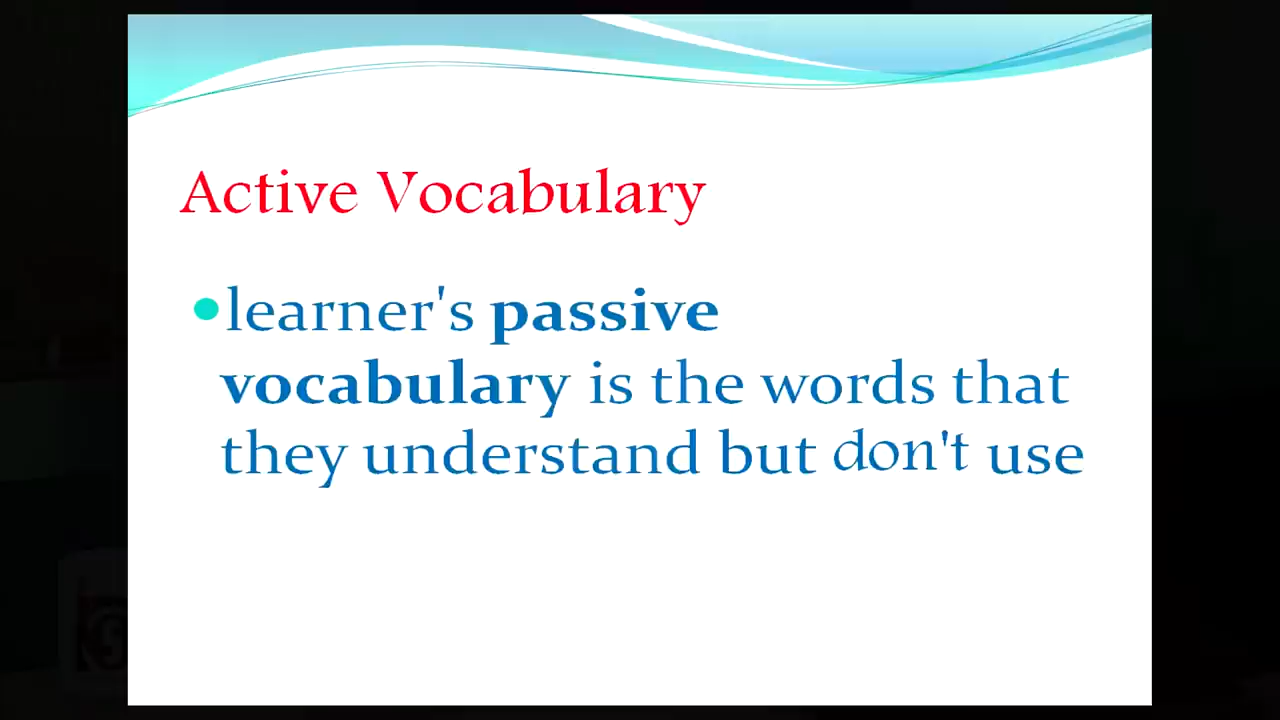 Active Vocabulary
learner's passive
vocabulary is the words that
they understand but don't use